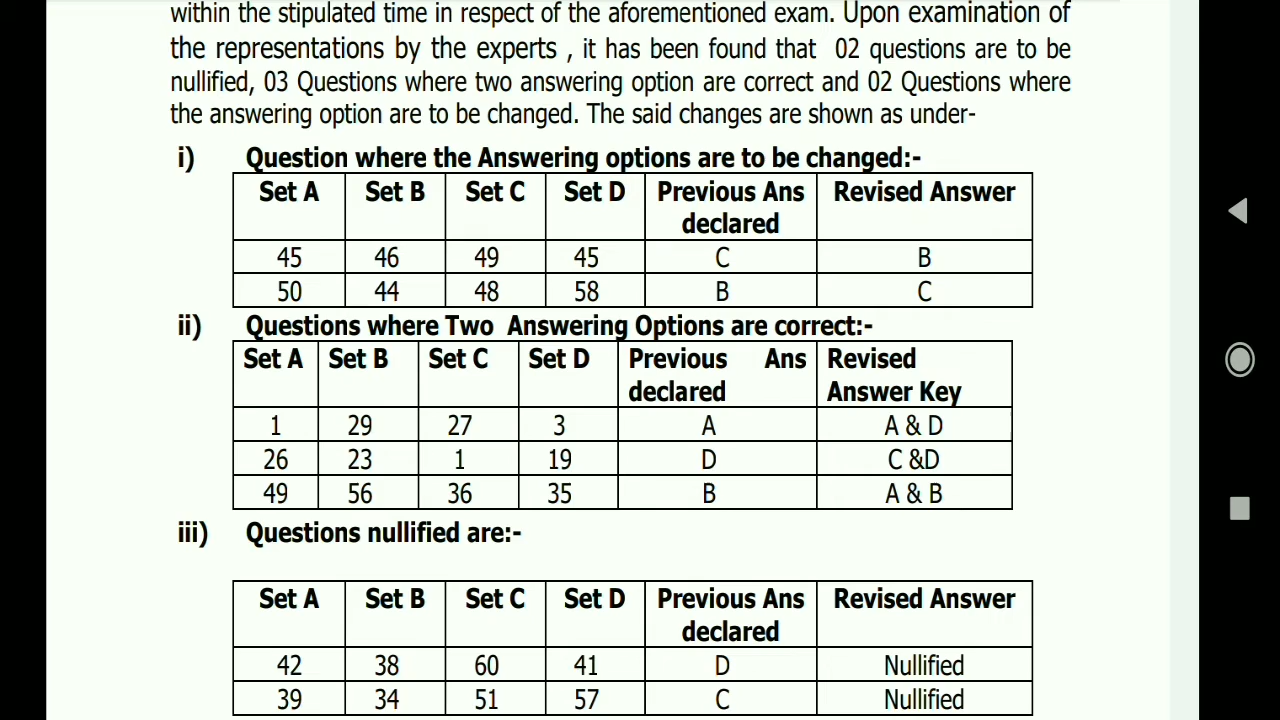 within the stipulated time in respect of the aforementioned exam. Upon examination of
the representations by the experts , it has been found that 02 questions are to be
nullified, 03 Questions where two answering option are correct and 02 Questions where
the answering option are to be changed. The said changes are shown as under-
i) Question where the Answering options are to be changed:-
Set A Set B Set C Set D Previous Ans Revised Answer
declared
45 46 49 45 C B
50 44 48 58 B C
ii) Questions where Two Answering Options are correct:-
Set A Set B Set C Set D Previous Ans Revised
declared Answer Key
1 29 27 3 A A & D
26 23 1 19 D C &D
49 56 36 35 B A & B
iii) Questions nullified are:-
Set A Set B Set C Set D Previous Ans Revised Answer
declared
42 38 60 41 D Nullified
39 34 51 57 C Nullified